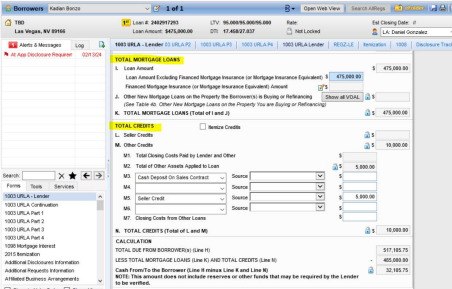 Borrowers Kadian Bonzo
Open Web View Search AllRegs
TBD
Las Vegas, NV 89166
1st Loan #: 2402917293 LTV: 95.000/95.000/95.000 Rate: Est Closing Date: //
Loan Amount: $475,000.00 DTI: 17.458/27.037 Not Locked LA: Daniel Gonzalez
Alerts & Messages Log
At App Disclosure Requirec 02/13/24
1003 URLA - Lender 1003 URLA P2 1003 URLA P3 1003 URLA P4 1003 URLA Lender REGZ-LE Itemization 1008 Disclosure Track
TOTAL MORTGAGE LOANS
I. Loan Amount $ 475,000.00
Loan Amount Excluding Financed Mortgage Insurance (or Mortgage Insurance Equivalent) $ 475,000.00
Financed Mortgage Insurance (or Mortgage Insurance Equivalent) Amount $
J. Other New Mortgage Loans on the Property the Borrower(s) is Buying or Refinancing Show all VOAL $
(See Table 4b. Other New Mortgage Loans on the Property You are Buying or Refinancing)
K. TOTAL MORTGAGE LOANS (Total of I and J) $ 475,000.00
TOTAL CREDITS Itemize Credits
L. Seller Credits $
M. Other Credits $ 10,000.00
M1. Total Closing Costs Paid by Lender and Other $
M2. Total of Other Assets Applied to Loan $ 5,000.00
M3 Cash Deposit On Sales Contract Source $
M4 Source $
M5 Seller Credit Source $ 5,000.00
M6 Source $
M7. Closing Costs from Other Loans $
N. TOTAL CREDITS (Total of L and M) $ 10,000.00
CALCULATION
TOTAL DUE FROM BORROWER(s) (Line H) 517,185.75
LESS TOTAL MORTGAGE LOANS (Line K) AND TOTAL CREDITS (Line N) - 485,000.00
Cash From/To the Borrower (Line H minus Line K and Line N) $ 32,185.75
NOTE: This amount does not include reserves or other funds that may be required by the Lender
to be verified.
Search:
Forms Tools Services
1003 URLA - Lender
1003 URLA Continuation
1003 URLA Part 1
1003 URLA Part 2
1003 URLA Part 3
1003 URLA Part 4
1098 Mortgage Interest
2015 Itemization
Additional Disclosures Information
Additional Requests Information
Affiliated Business Arrangements